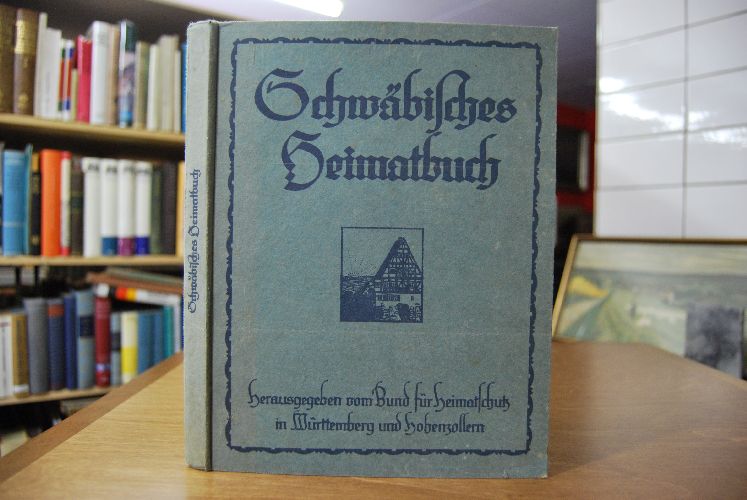 Schwäbisches
Heimatbuch
Herausgegeben vom Bund für Heimatschutz
in Württemberg und Hohenzollern
Schwäbisches Heimatbuch